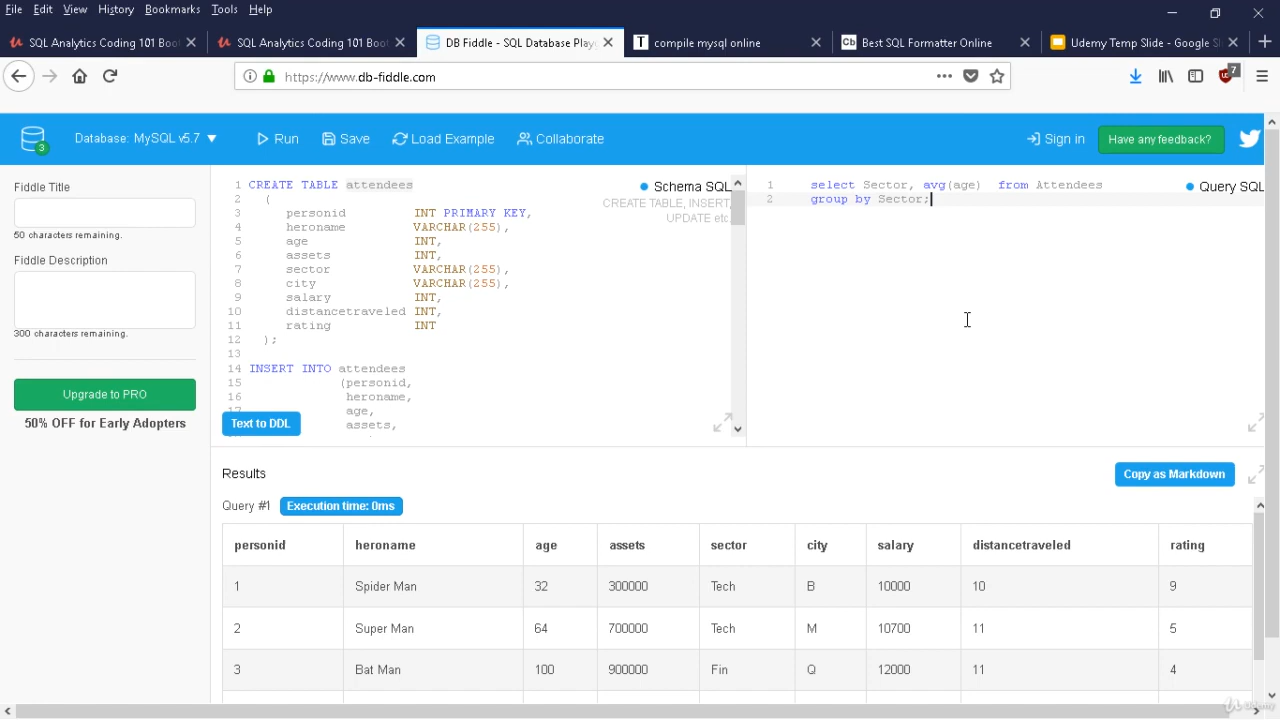 File Edit View History Bookmarks Tools Help
SQL Analytics Coding 101 Boo
SQL Analytics Coding 101 Boo
DB Fiddle - SQL Database Play
T compile mysql online
Cb Best SQL Formatter Online
Udemy Temp Slide - Google S
https://www.db-fiddle.com
7
3
Database: MySQL v5.7 ▼
Run
Save
Load Example
Collaborate
Sign in
Have any feedback?
Fiddle Title
50 characters remaining.
Fiddle Description
300 characters remaining.
Upgrade to PRO
50% OFF for Early Adopters
Schema SQL
CREATE TABLE, INSERT,
UPDATE etc.
1 CREATE TABLE attendees
2 (
3 personid INT PRIMARY KEY,
4 heroname VARCHAR(255),
5 age INT,
6 assets INT,
7 sector VARCHAR(255),
8 city VARCHAR(255),
9 salary INT,
10 distancetraveled INT,
11 rating INT
12 );
13
14 INSERT INTO attendees
15 (personid,
16 heroname,
17 age,
assets,
Text to DDL
Query SQL
1 select Sector, avg(age) from Attendees
2 group by Sector;
Results
Copy as Markdown
Query #1 Execution time: 0ms
personid heroname age assets sector city salary distancetraveled rating
1 Spider Man 32 300000 Tech B 10000 10 9
2 Super Man 64 700000 Tech M 10700 11 5
3 Bat Man 100 900000 Fin Q 12000 11 4
Udemy